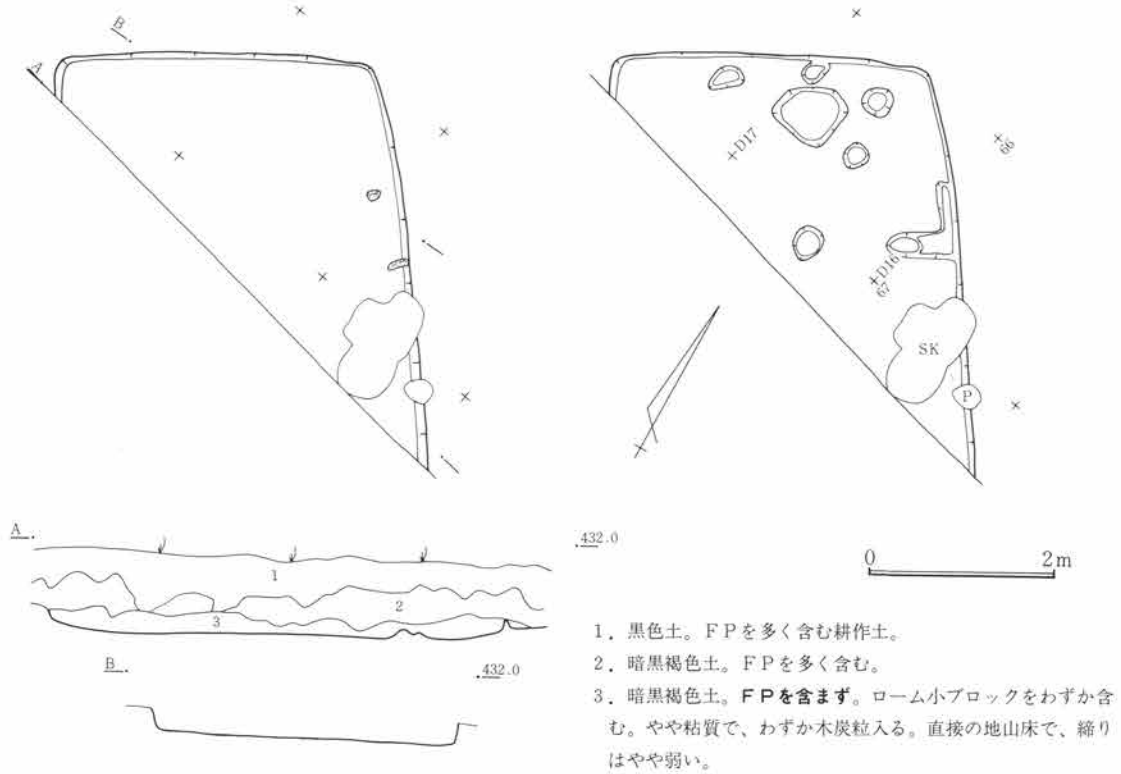 B
A
D17
66
D16
67
SK
P
A
.432.0
0 2m
1
2
3
B
.432.0
1. 黒色土。ＦＰを多く含む耕作土。
2. 暗黒褐色土。ＦＰを多く含む。
3. 暗黒褐色土。ＦＰを含まず。ローム小ブロックをわずか含
む。やや粘質で、わずか木炭粒入る。直接の地山床で、締り
はやや弱い。